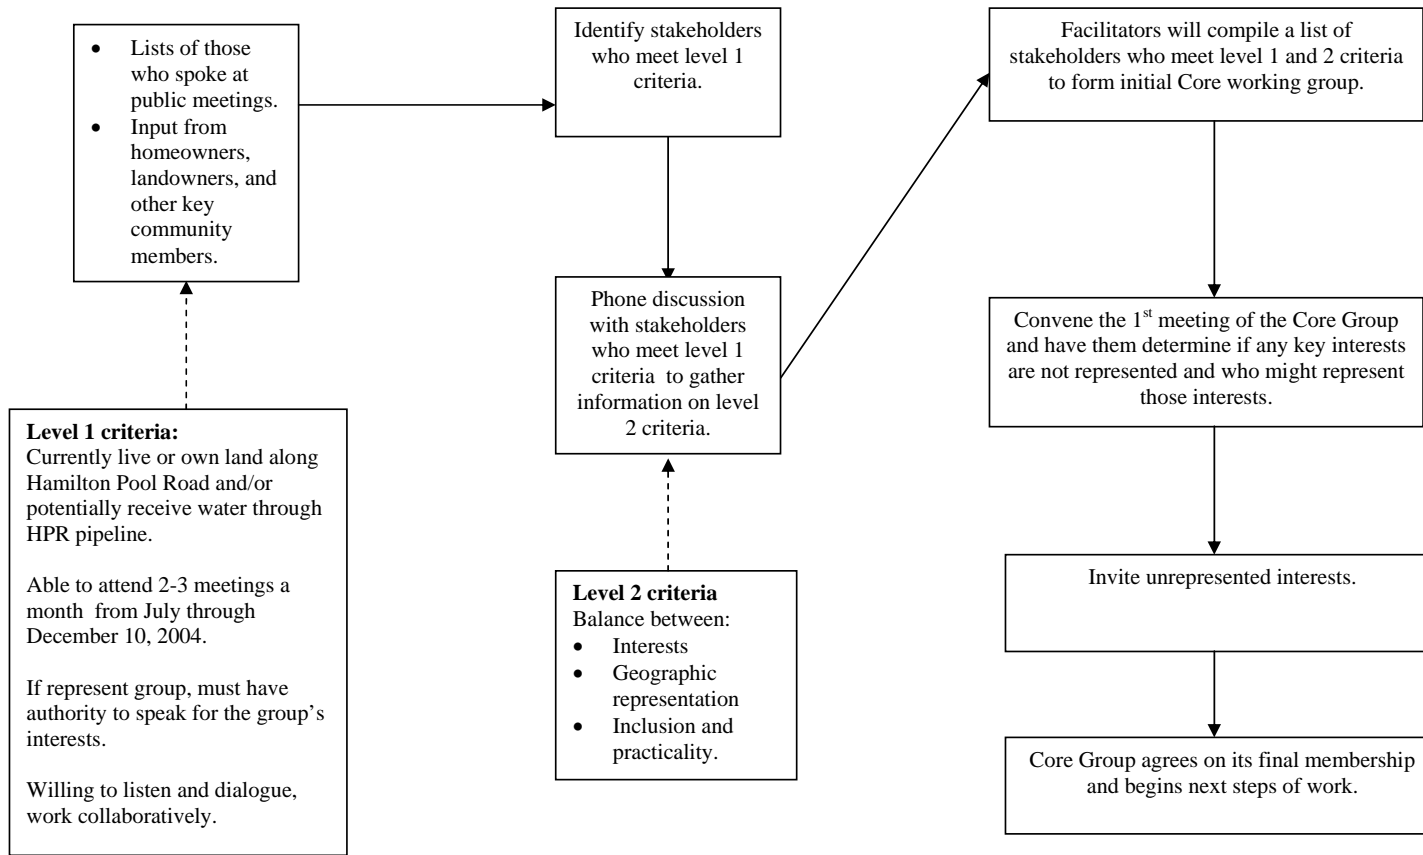 • Lists of those
who spoke at
public meetings.
• Input from
homeowners,
landowners, and
other key
community
members.
Level 1 criteria:
Currently live or own land along
Hamilton Pool Road and/or
potentially receive water through
HPR pipeline.
Able to attend 2-3 meetings a
month from July through
December 10, 2004.
If represent group, must have
authority to speak for the group’s
interests.
Willing to listen and dialogue,
work collaboratively.
Identify stakeholders
who meet level 1
criteria.
Phone discussion
with stakeholders
who meet level 1
criteria to gather
information on level
2 criteria.
Level 2 criteria
Balance between:
• Interests
• Geographic
representation
• Inclusion and
practicality.
Facilitators will compile a list of
stakeholders who meet level 1 and 2 criteria
to form initial Core working group.
Convene the 1st meeting of the Core Group
and have them determine if any key interests
are not represented and who might represent
those interests.
Invite unrepresented interests.
Core Group agrees on its final membership
and begins next steps of work.